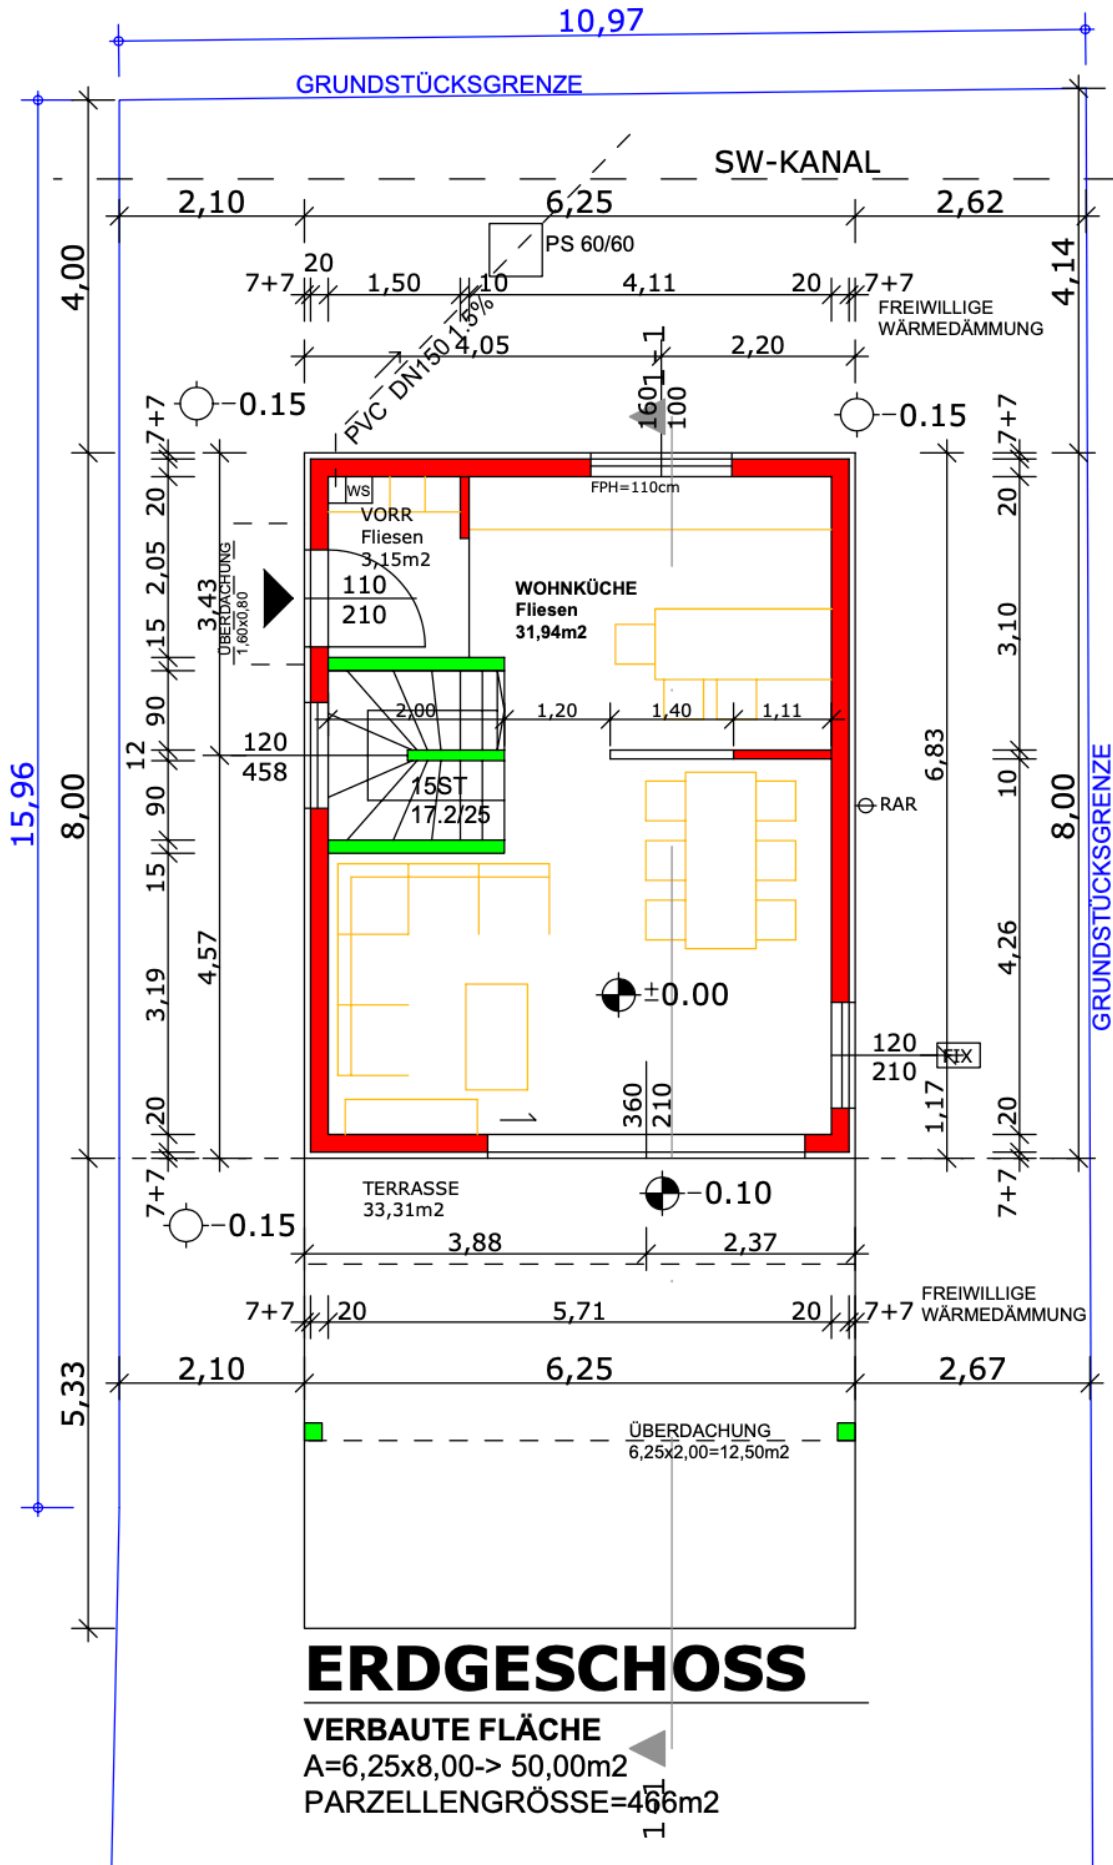 10,97
GRUNDSTÜCKSGRENZE
SW-KANAL
2,10
6,25
2,62
PS 60/60
20
7+7
1,50
10
4,11
20
7+7
4,00
4,14
FREIWILLIGE
WÄRMEDÄMMUNG
PVC DN150 1.5%
4,05
1-1
2,20
160
100
-0.15
-0.15
7+7
7+7
20
WS
FPH=110cm
20
VORR
Fliesen
3,15m2
2,05
3,43
ÜBERDACHUNG
1,60x0,80
110
210
WOHNKÜCHE
Fliesen
31,94m2
3,10
15
90
2,00
1,20
1,40
1,11
12
120
458
6,83
15,96
8,00
90
15ST
17.2/25
10
RAR
8,00
GRUNDSTÜCKSGRENZE
15
4,57
3,19
±0.00
4,26
120
210
FIX
360
210
1,17
20
20
7+7
7+7
TERRASSE
33,31m2
-0.10
-0.15
3,88
2,37
7+7
20
5,71
20
7+7
FREIWILLIGE
WÄRMEDÄMMUNG
2,10
6,25
2,67
5,33
ÜBERDACHUNG
6,25x2,00=12,50m2
ERDGESCHOSS
VERBAUTE FLÄCHE
A=6,25x8,00-> 50,00m2
PARZELLENGRÖSSE=466m2
1-1